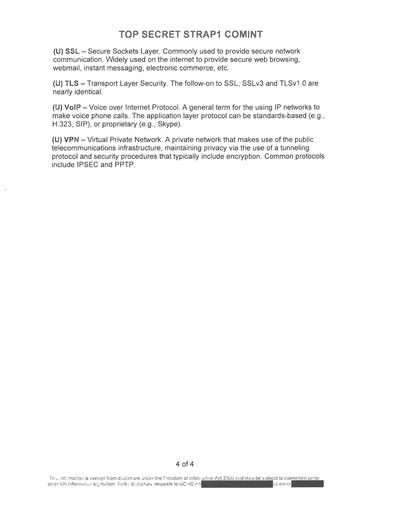 TOP SECRET STRAP1 COMINT
(U) SSL – Secure Sockets Layer. Commonly used to provide secure network
communication. Widely used on the internet to provide secure web browsing,
webmail, instant messaging, electronic commerce, etc.
(U) TLS – Transport Layer Security. The follow-on to SSL, SSLv3 and TLSv1.0 are
nearly identical.
(U) VoIP – Voice over Internet Protocol. A general term for the using IP networks to
make voice phone calls. The application layer protocol can be standards-based (e.g.,
H.323, SIP), or proprietary (e.g., Skype).
(U) VPN – Virtual Private Network. A private network that makes use of the public
telecommunications infrastructure, maintaining privacy via the use of a tunneling
protocol and security procedures that typically include encryption. Common protocols
include IPSEC and PPTP.
4 of 4
This information is exempt from disclosure under the Freedom of Information Act 2000 and may be subject to exemption under
other UK information legislation. Refer disclosure requests to GCHQ on